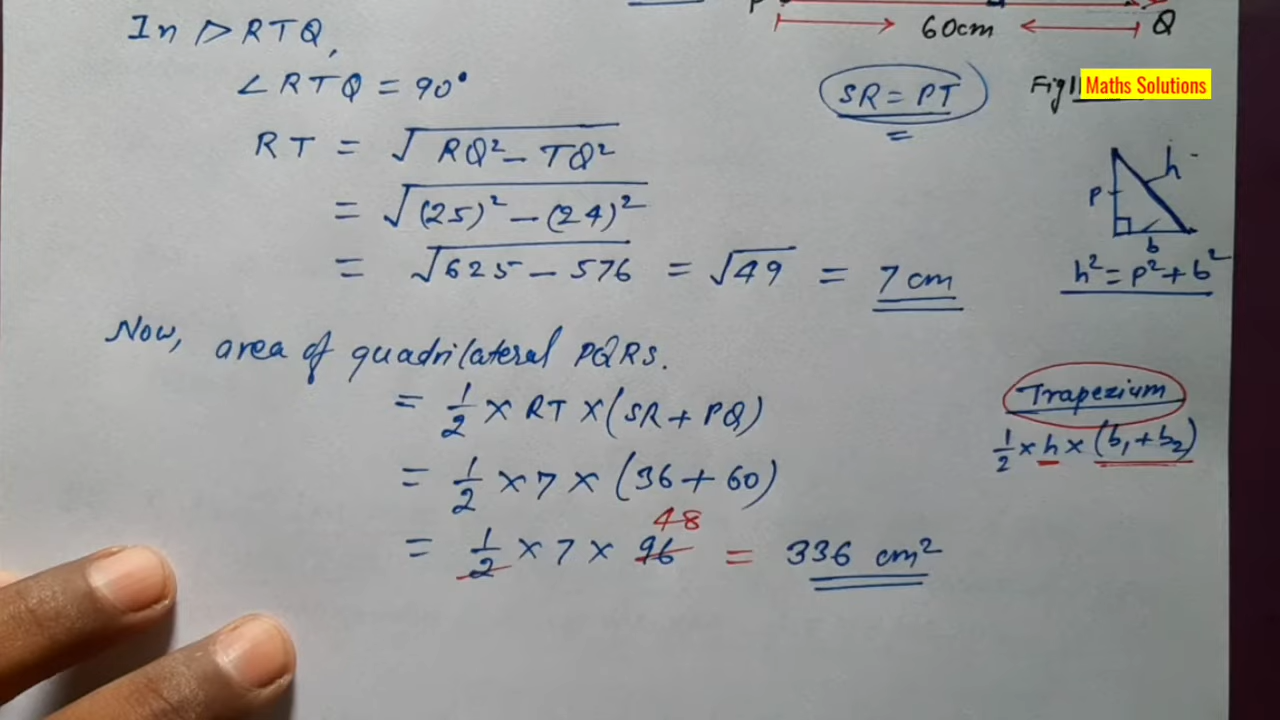 In △RTQ,
∠RTQ = 90°
RT = √RQ² - TQ²
= √(25)² - (24)²
= √625 - 576 = √49 = 7 cm
Now, area of quadrilateral PQRS.
= 1/2 × RT × (SR + PQ)
= 1/2 × 7 × (36 + 60)
48
= 1/2 × 7 × 96 = 336 cm²
60cm
Q
SR = PT
Maths Solutions
h
p
b
h² = p² + b²
Trapezium
1/2 × h × (b₁ + b₂)